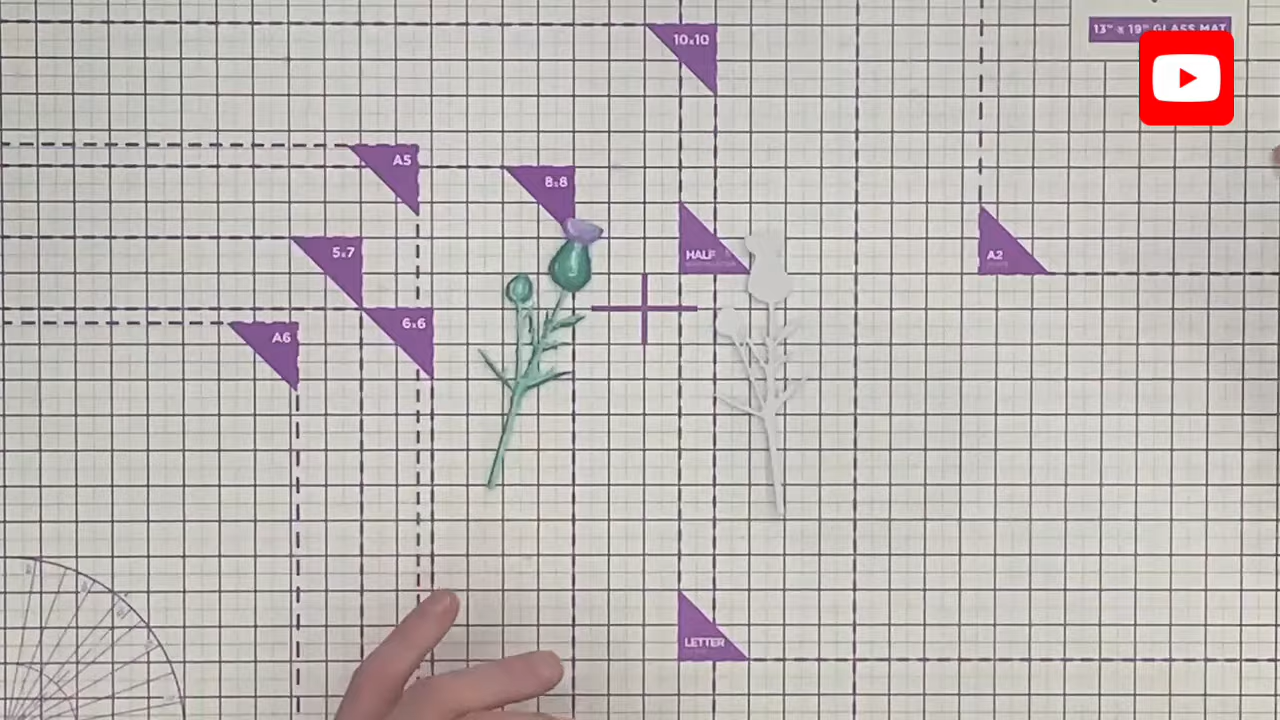 13" x 19" GLASS MAT
10x10
A5
8x8
5x7
HALF
A2
6x6
A6
LETTER